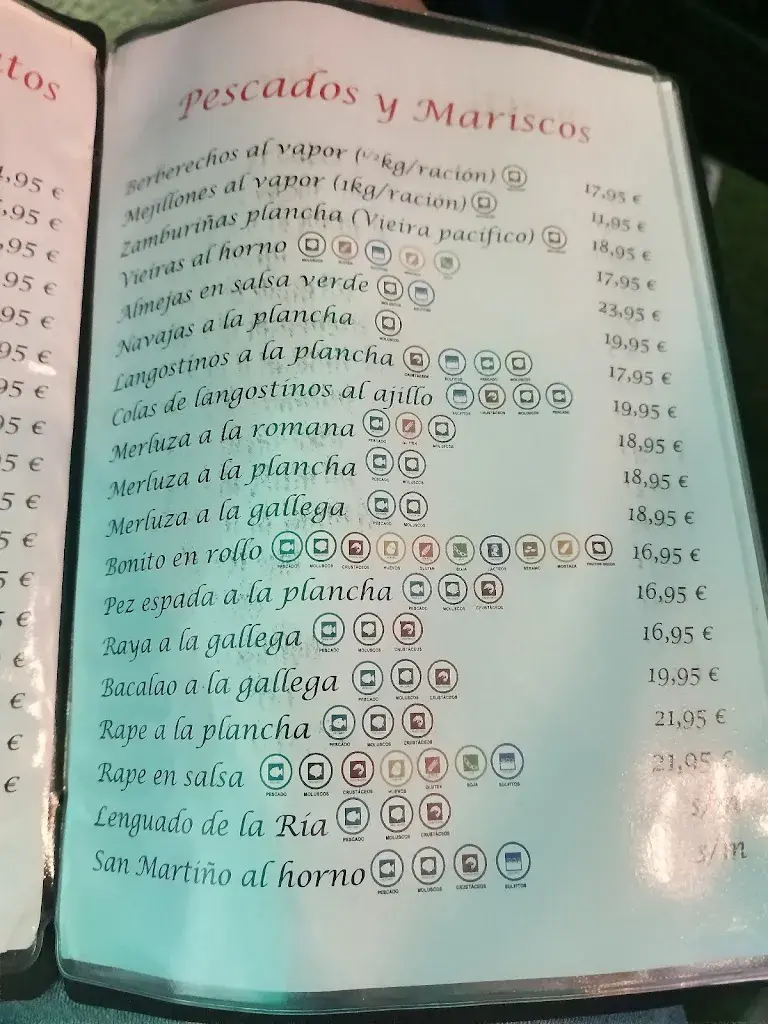 Pescados y Mariscos
Berberechos al vapor (½kg/ración) 17,95 €
Mejillones al vapor (1kg/ración) 11,95 €
Zamburiñas plancha (Vieira pacífico) 18,95 €
Vieiras al horno 17,95 €
Almejas en salsa verde 23,95 €
Navajas a la plancha 19,95 €
Langostinos a la plancha 17,95 €
Colas de langostinos al ajillo 19,95 €
Merluza a la romana 18,95 €
Merluza a la plancha 18,95 €
Merluza a la gallega 18,95 €
Bonito en rollo 16,95 €
Pez espada a la plancha 16,95 €
Raya a la gallega 16,95 €
Bacalao a la gallega 19,95 €
Rape a la plancha 21,95 €
Rape en salsa 21,95 €
Lenguado de la Ría s/m
San Martiño al horno s/m